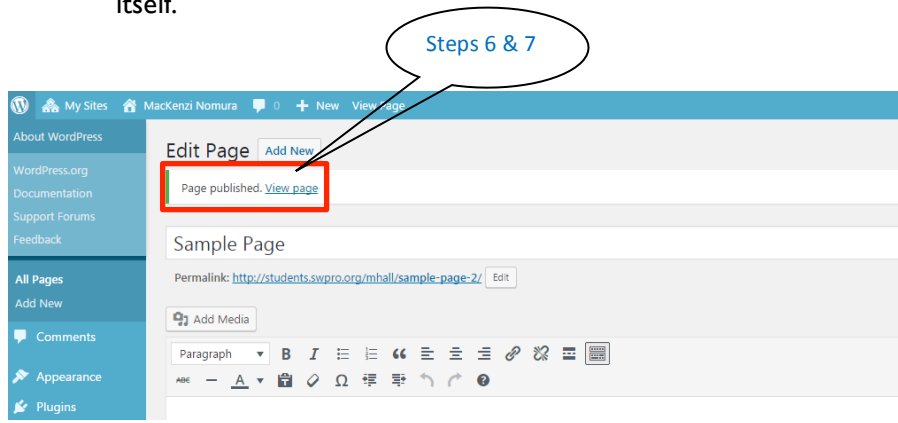 itself.
Steps 6 & 7
My Sites MacKenzi Nomura 0 + New View Page
About WordPress
WordPress.org
Documentation
Support Forums
Feedback
All Pages
Add New
Comments
Appearance
Plugins
Edit Page Add New
Page published. View page
Sample Page
Permalink: http://students.swpro.org/mhall/sample-page-2/ Edit
Add Media
Paragraph B I
ABC A Ω